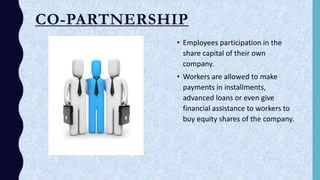 CO-PARTNERSHIP
• Employees participation in the
share capital of their own
company.
• Workers are allowed to make
payments in installments,
advanced loans or even give
financial assistance to workers to
buy equity shares of the company.